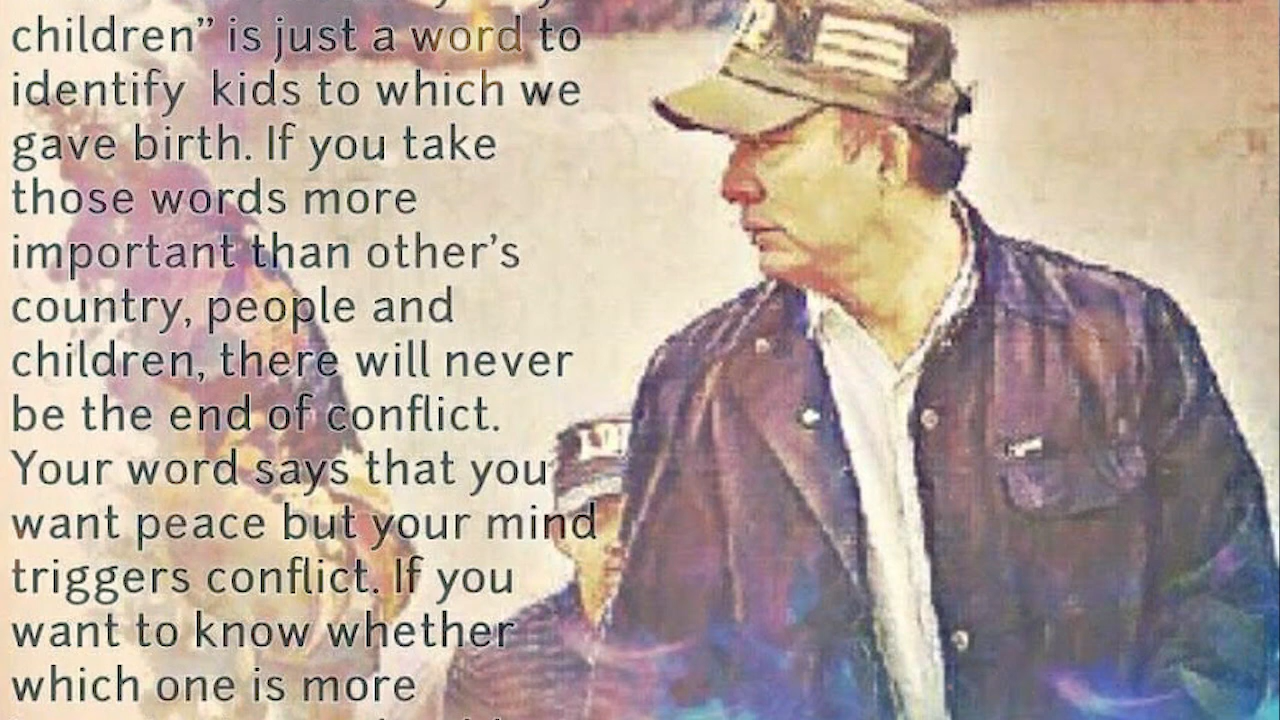 children” is just a word to
identify kids to which we
gave birth. If you take
those words more
important than other’s
country, people and
children, there will never
be the end of conflict.
Your word says that you
want peace but your mind
triggers conflict. If you
want to know whether
which one is more